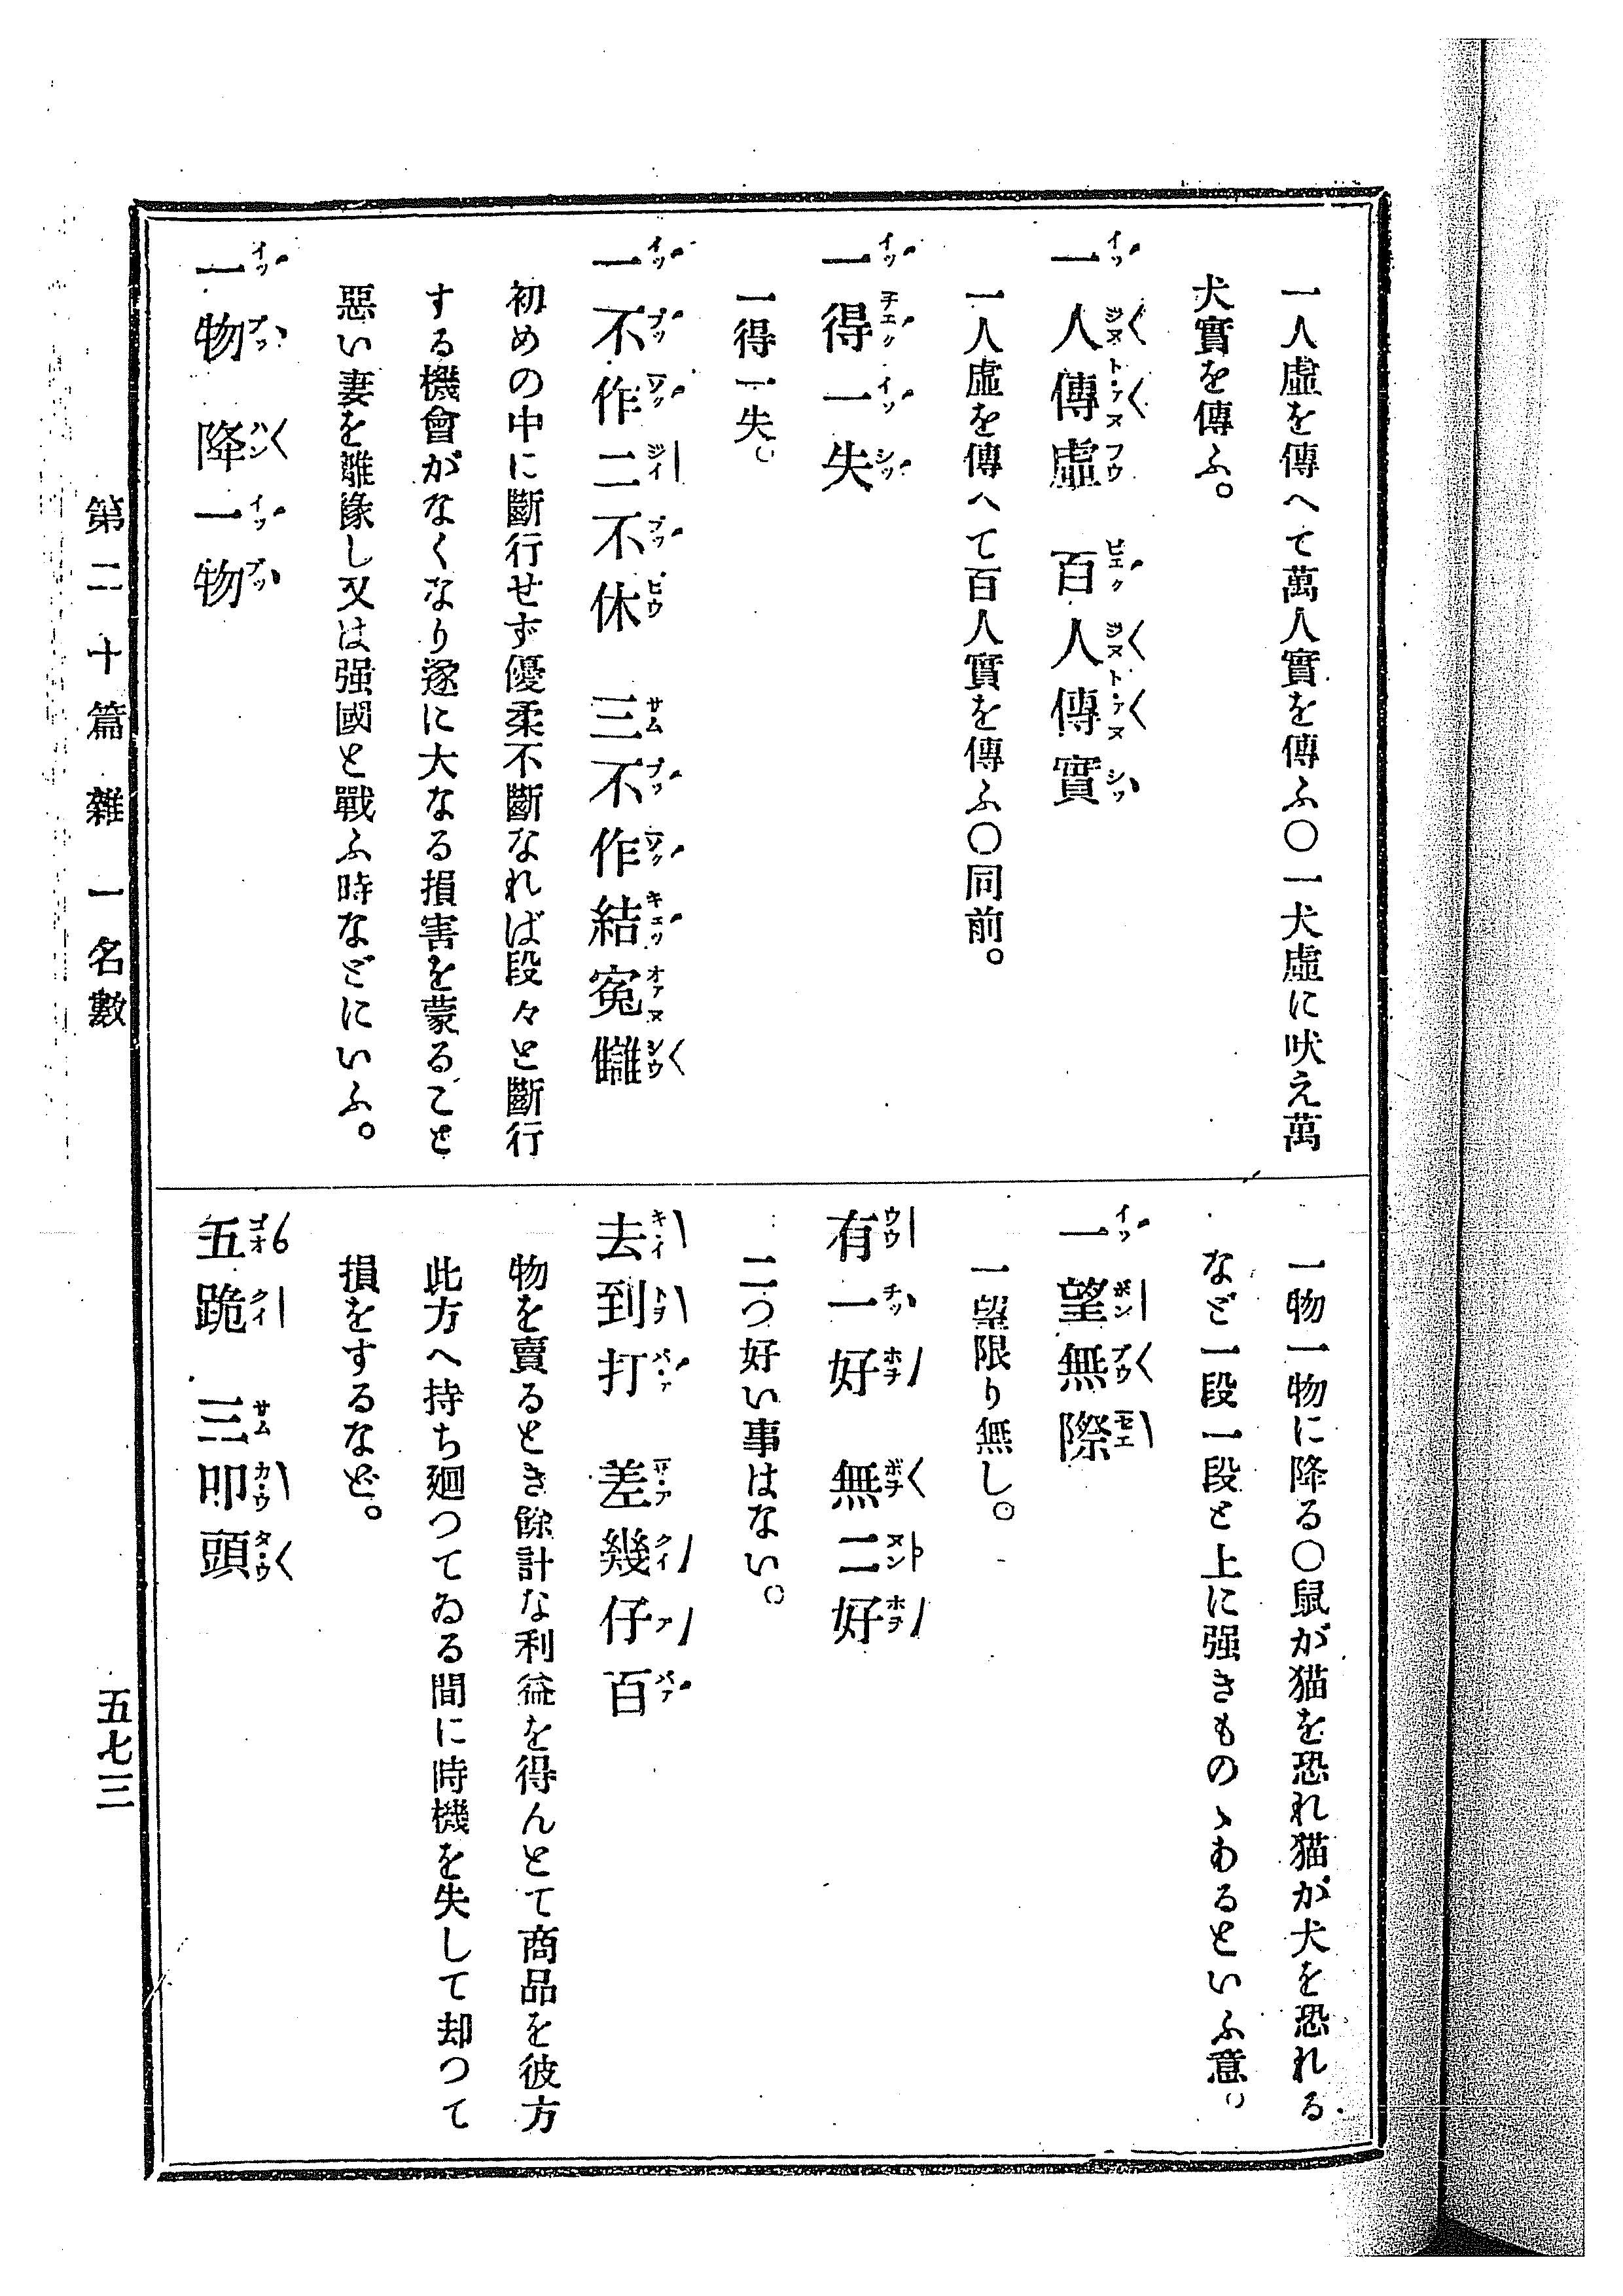 一人虛を傳へて萬人實を傳ふ〇一犬虛に吠え萬
犬實を傳ふ。
一人傳虛　百人傳實
一人虛を傳へて百人實を傳ふ〇同前。
一得一失
一得一失。
一不作二不休　三不作結寃讎
初めの中に斷行せず優柔不斷なれば段々と斷行
する機會がなくなり遂に大なる損害を蒙ること
惡い妻を離緣し又は强國と戰ふ時などにいふ。
一物　降一物
一物一物に降る〇鼠が猫を恐れ猫が犬を恐れる
など一段一段と上に强きものゝあるといふ意。
一望無際
一望限り無し。
有一好　無二好
二つ好い事はない。
去到打　差幾仔百
物を賣るとき餘計な利益を得んとて商品を彼方
此方へ持ち廻つてゐる間に時機を失して却つて
損をするなど。
五跪　三叩頭
第二十篇　雜　一　名數
五七三